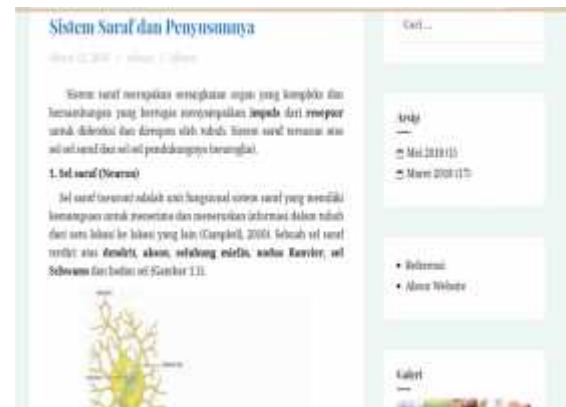 Sistem Saraf dan Penyusunnya
Sistem saraf merupakan serangkaian organ yang kompleks dan
bersambungan yang bertugas menyampaikan impuls dari reseptor
untuk dideteksi dan direspon oleh tubuh. Sistem saraf tersusun atas
sel-sel saraf dan sel-sel pendukungnya (neuroglia).
1. Sel saraf (Neuron)
Sel saraf (neuron) adalah unit fungsional sistem saraf yang memiliki
kemampuan untuk menerima dan meneruskan informasi dalam tubuh
dari satu lokasi ke lokasi yang lain (Campbell, 2010). Sebuah sel saraf
terdiri atas dendrit, akson, selubung mielin, nodus Ranvier, sel
Schwann dan badan sel (Gambar 1.1).
Cari...
Arsip
Mei 2018 (1)
Maret 2018 (17)
Referensi
About Website
Galeri